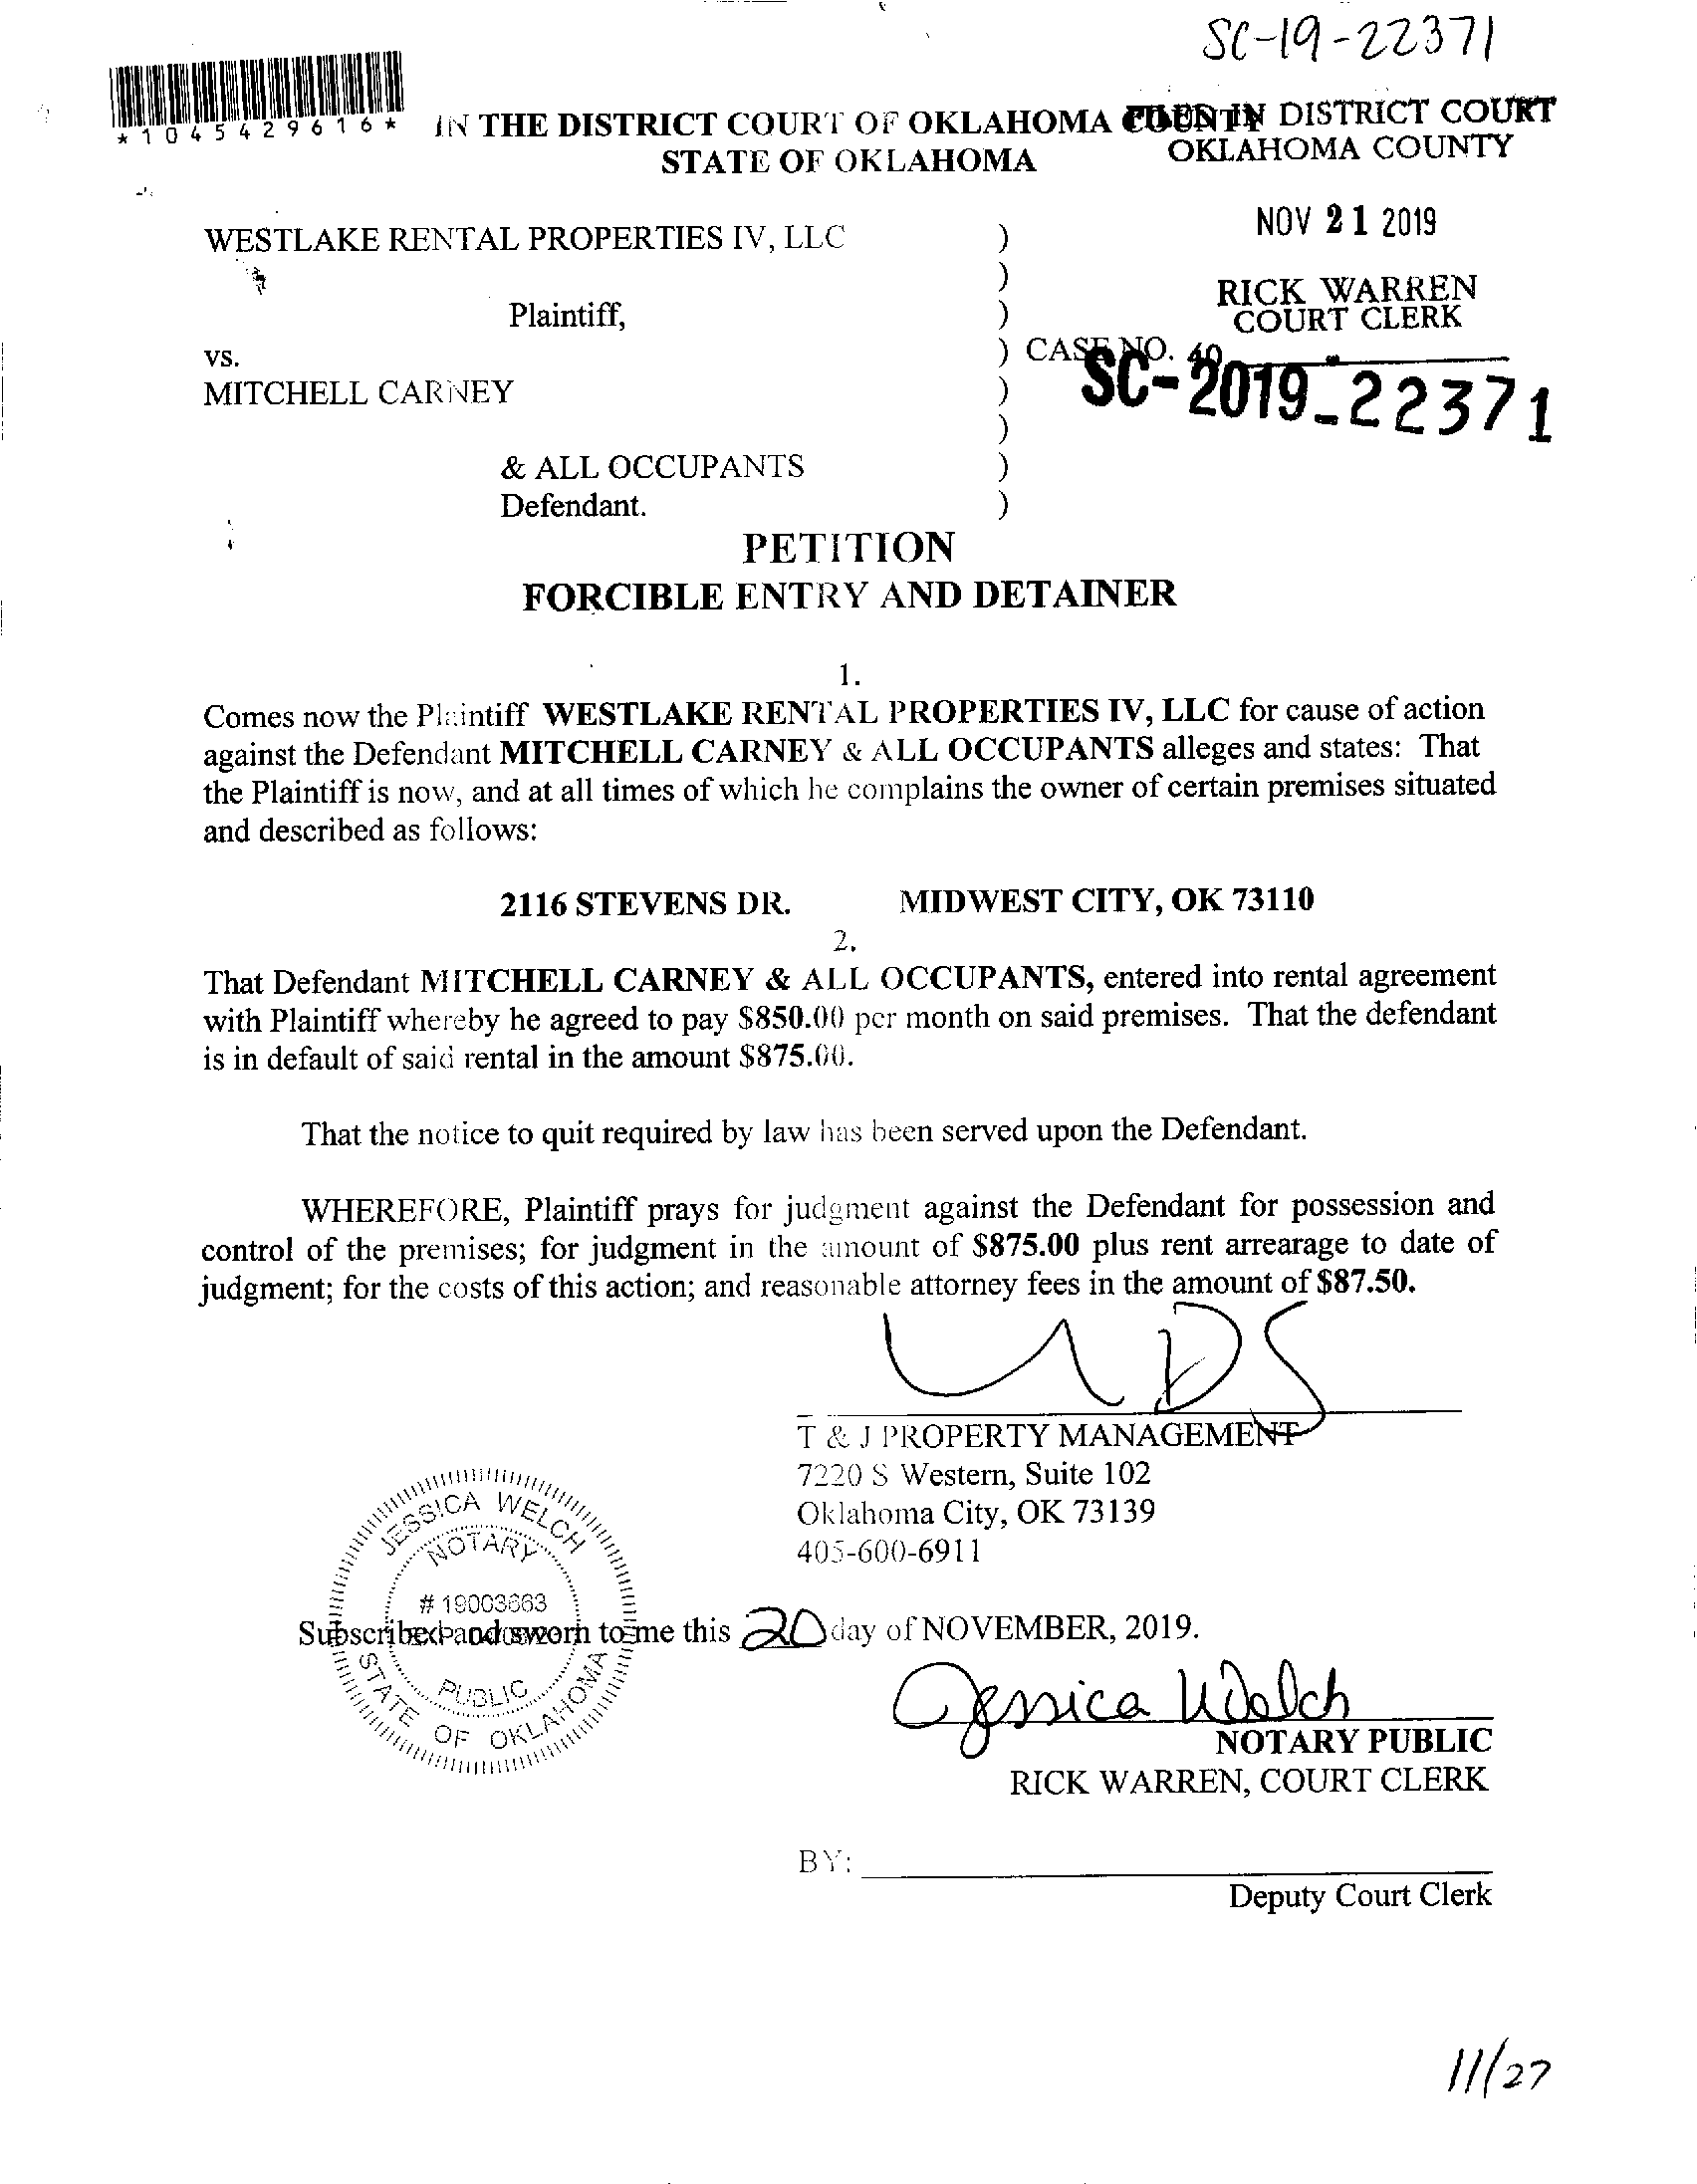 SC-19-22371
*1045429616*
IN THE DISTRICT COURT OF OKLAHOMA COUNTY
STATE OF OKLAHOMA
FILED IN DISTRICT COURT
OKLAHOMA COUNTY
NOV 21 2019
RICK WARREN
COURT CLERK
WESTLAKE RENTAL PROPERTIES IV, LLC )
)
Plaintiff, )
vs. ) CASE NO.
SC-2019-22371
MITCHELL CARNEY )
)
& ALL OCCUPANTS )
Defendant. )
PETITION
FORCIBLE ENTRY AND DETAINER
1.
Comes now the Plaintiff WESTLAKE RENTAL PROPERTIES IV, LLC for cause of action
against the Defendant MITCHELL CARNEY & ALL OCCUPANTS alleges and states: That
the Plaintiff is now, and at all times of which he complains the owner of certain premises situated
and described as follows:
2116 STEVENS DR. MIDWEST CITY, OK 73110
2.
That Defendant MITCHELL CARNEY & ALL OCCUPANTS, entered into rental agreement
with Plaintiff whereby he agreed to pay $850.00 per month on said premises. That the defendant
is in default of said rental in the amount $875.00.
That the notice to quit required by law has been served upon the Defendant.
WHEREFORE, Plaintiff prays for judgment against the Defendant for possession and
control of the premises; for judgment in the amount of $875.00 plus rent arrearage to date of
judgment; for the costs of this action; and reasonable attorney fees in the amount of $87.50.
T & J PROPERTY MANAGEMENT
7220 S Western, Suite 102
Oklahoma City, OK 73139
405-600-6911
JESSICA WELCH
NOTARY
# 19003663
PUBLIC
STATE OF OKLAHOMA
Subscribed and sworn to me this 20 day of NOVEMBER, 2019.
Jessica Welch
NOTARY PUBLIC
RICK WARREN, COURT CLERK
BY:
Deputy Court Clerk
11/27